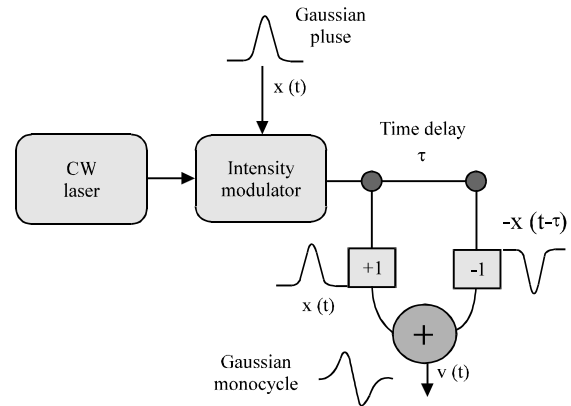 Gaussian
pluse
x (t)
Time delay
τ
CW
laser
Intensity
modulator
-x (t-τ)
+1
-1
x (t)
+
Gaussian
monocycle
v (t)